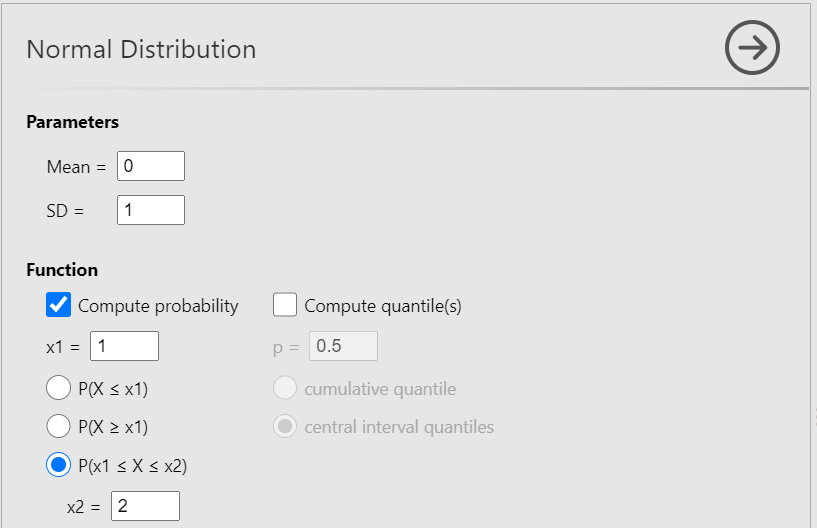 Normal Distribution
Parameters
Mean = 0
SD = 1
Function
Compute probability Compute quantile(s)
x1 = 1 p = 0.5
P(X ≤ x1) cumulative quantile
P(X ≥ x1) central interval quantiles
P(x1 ≤ X ≤ x2)
x2 = 2